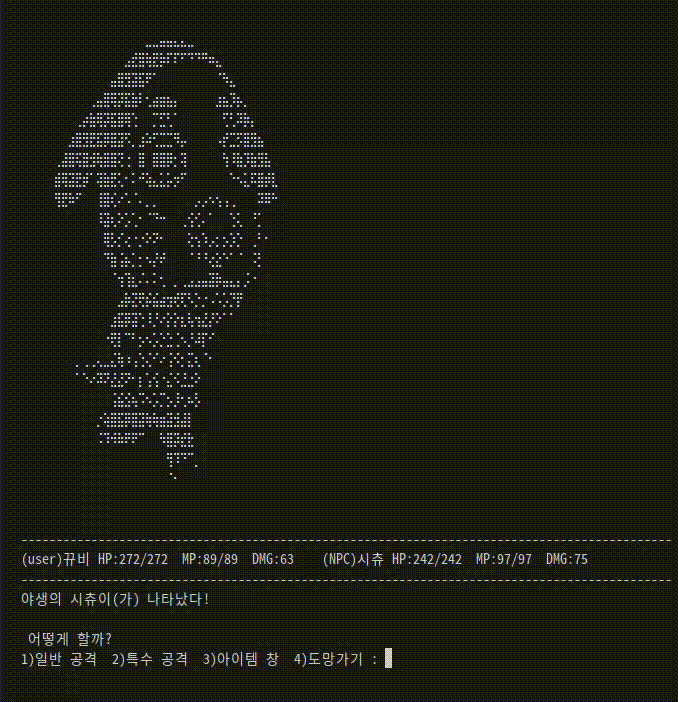 (user)뀨비 HP:272/272 MP:89/89 DMG:63 (NPC)시츄 HP:242/242 MP:97/97 DMG:75
야생의 시츄이(가) 나타났다!
어떻게 할까?
1)일반 공격 2)특수 공격 3)아이템 창 4)도망가기 :